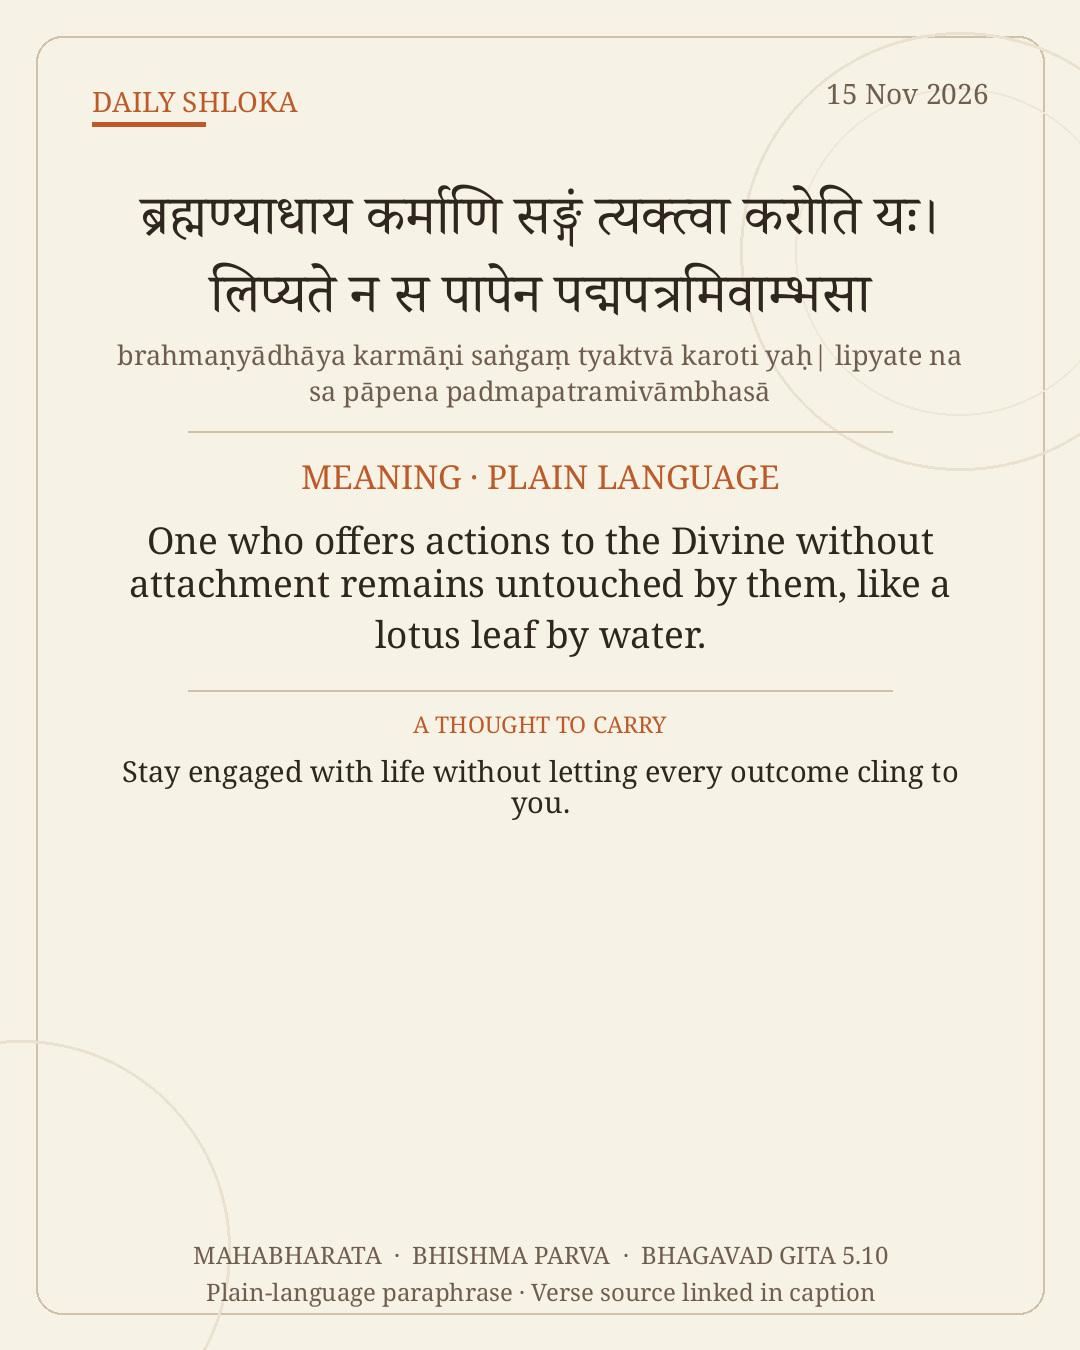 DAILY SHLOKA
15 Nov 2026
ब्रह्मण्याधाय कर्माणि सङ्गं त्यक्त्वा करोति यः।
लिप्यते न स पापेन पद्मपत्रमिवाम्भसा
brahmaṇyādhāya karmāṇi saṅgaṃ tyaktvā karoti yaḥ| lipyate na
sa pāpena padmapatramivāmbhasā
MEANING · PLAIN LANGUAGE
One who offers actions to the Divine without
attachment remains untouched by them, like a
lotus leaf by water.
A THOUGHT TO CARRY
Stay engaged with life without letting every outcome cling to
you.
MAHABHARATA · BHISHMA PARVA · BHAGAVAD GITA 5.10
Plain-language paraphrase · Verse source linked in caption